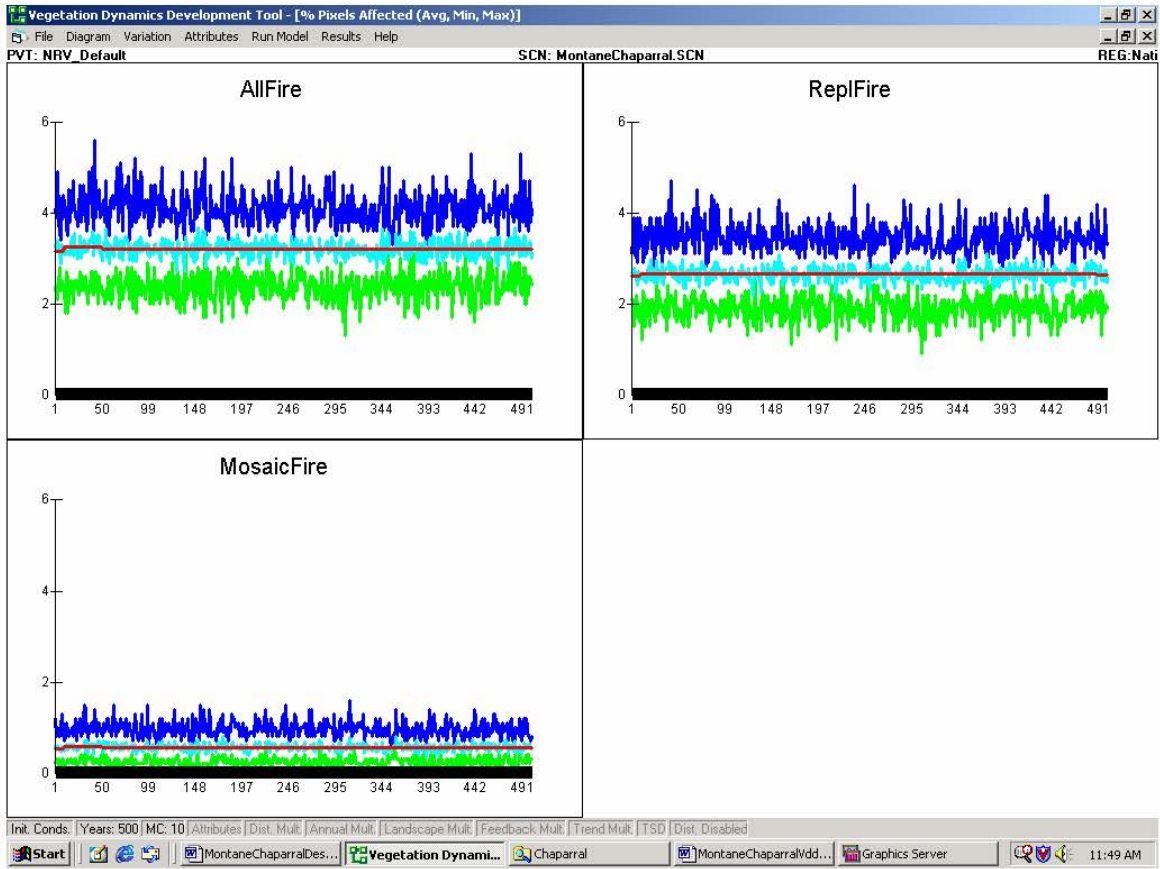 Vegetation Dynamics Development Tool - [% Pixels Affected (Avg, Min, Max)]
File Diagram Variation Attributes Run Model Results Help
PVT: NRV_Default SCN: MontaneChaparral.SCN REG:Nati
AllFire
6
4
2
0
1 50 99 148 197 246 295 344 393 442 491
ReplFire
6
4
2
0
1 50 99 148 197 246 295 344 393 442 491
MosaicFire
6
4
2
0
1 50 99 148 197 246 295 344 393 442 491
Init. Conds. Years: 500 MC: 10 Attributes Dist. Mult. Annual Mult. Landscape Mult. Feedback Mult. Trend Mult. TSD Dist. Disabled
Start MontaneChaparralDes... Vegetation Dynami... Chaparral MontaneChaparralVdd... Graphics Server 11:49 AM